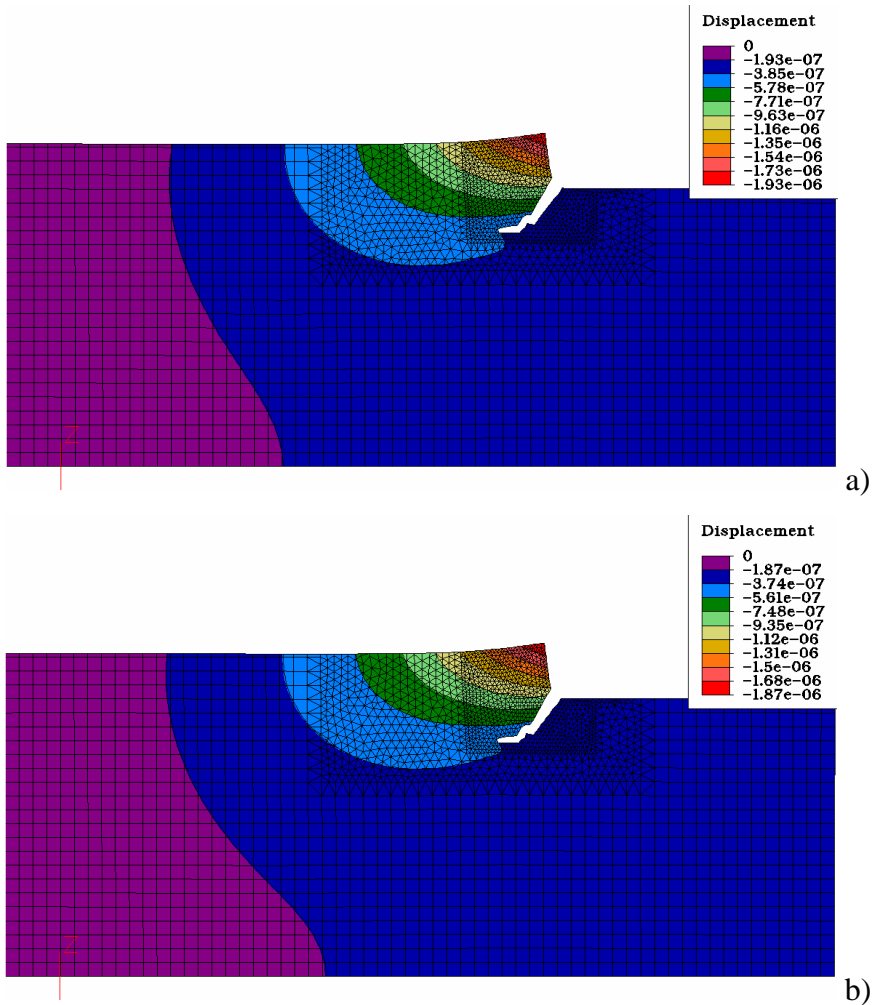 Displacement
0
-1.93e-07
-3.85e-07
-5.78e-07
-7.71e-07
-9.63e-07
-1.16e-06
-1.35e-06
-1.54e-06
-1.73e-06
-1.93e-06
Z
a)
Displacement
0
-1.87e-07
-3.74e-07
-5.61e-07
-7.48e-07
-9.35e-07
-1.12e-06
-1.31e-06
-1.5e-06
-1.68e-06
-1.87e-06
Z
b)